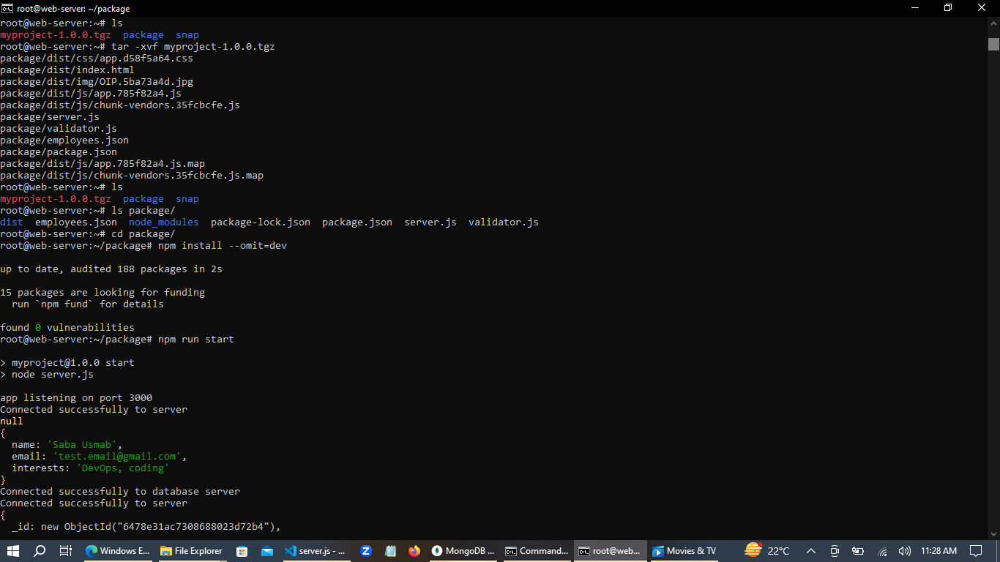 root@web-server: ~/package
root@web-server:~# ls
myproject-1.0.0.tgz  package  snap
root@web-server:~# tar -xvf myproject-1.0.0.tgz
package/dist/css/app.d58f5a64.css
package/dist/index.html
package/dist/img/OIP.5ba73a4d.jpg
package/dist/js/app.785f82a4.js
package/dist/js/chunk-vendors.35fcbcfe.js
package/server.js
package/validator.js
package/employees.json
package/package.json
package/dist/js/app.785f82a4.js.map
package/dist/js/chunk-vendors.35fcbcfe.js.map
root@web-server:~# ls
myproject-1.0.0.tgz  package  snap
root@web-server:~# ls package/
dist  employees.json  node_modules  package-lock.json  package.json  server.js  validator.js
root@web-server:~# cd package/
root@web-server:~/package# npm install --omit=dev
up to date, audited 188 packages in 2s
15 packages are looking for funding
  run `npm fund` for details
found 0 vulnerabilities
root@web-server:~/package# npm run start
> myproject@1.0.0 start
> node server.js
app listening on port 3000
Connected successfully to server
null
{
  name: 'Saba Usmab',
  email: 'test.email@gmail.com',
  interests: 'DevOps, coding'
}
Connected successfully to database server
Connected successfully to server
{
  _id: new ObjectId("6478e31ac7308688023d72b4"),
Windows E... File Explorer server.js - ... MongoDB ... Command... root@web... Movies & TV 22°C 11:28 AM